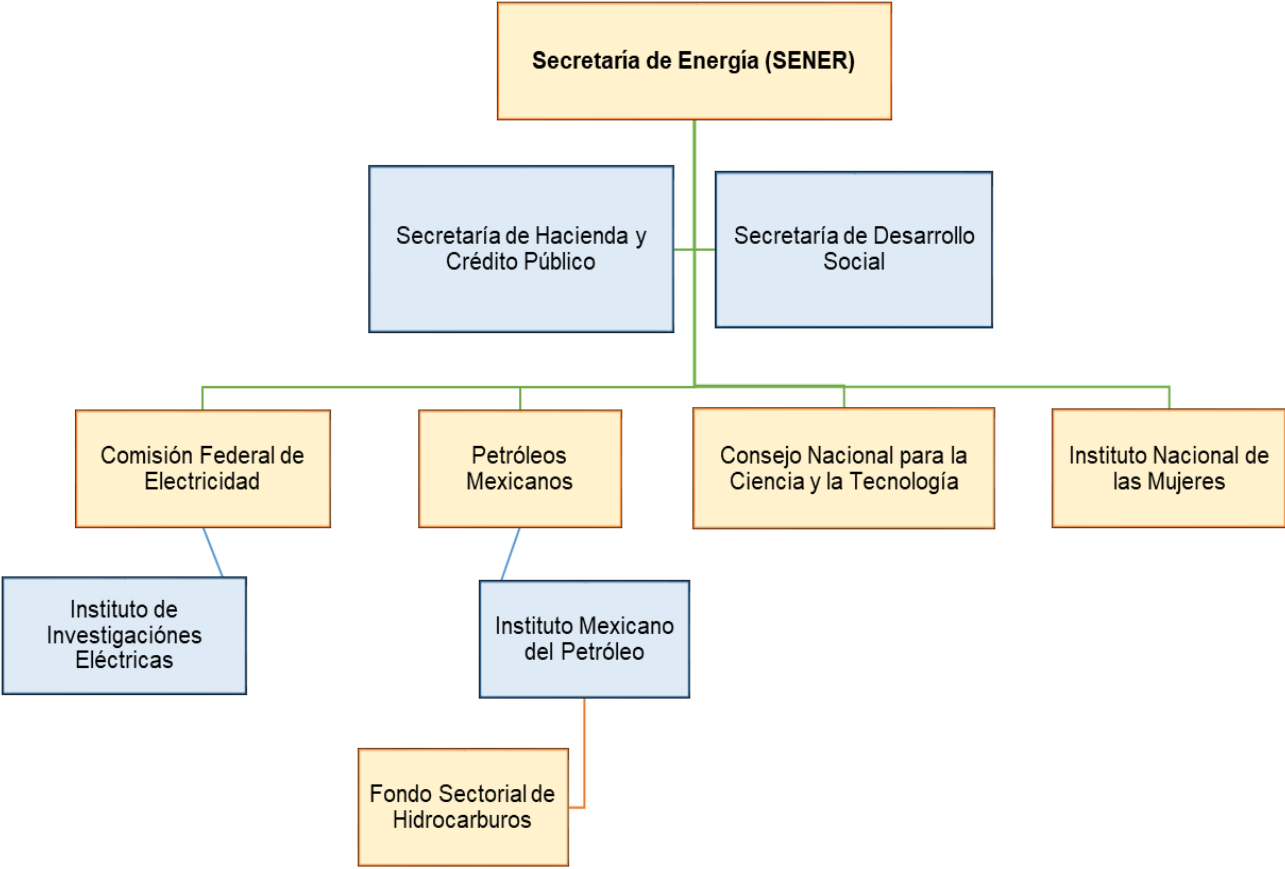 Secretaría de Energía (SENER)
Secretaría de Hacienda y
Crédito Público
Secretaría de Desarrollo
Social
Comisión Federal de
Electricidad
Petróleos
Mexicanos
Consejo Nacional para la
Ciencia y la Tecnología
Instituto Nacional de
las Mujeres
Instituto de
Investigaciónes
Eléctricas
Instituto Mexicano
del Petróleo
Fondo Sectorial de
Hidrocarburos